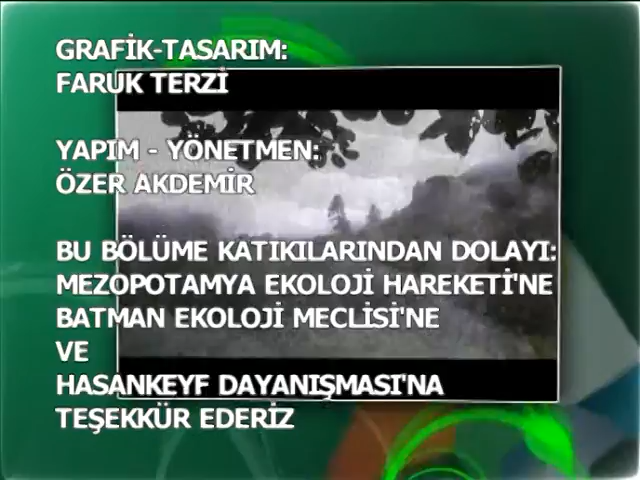 GRAFİK-TASARIM:
FARUK TERZİ
YAPIM - YÖNETMEN:
ÖZER AKDEMİR
BU BÖLÜME KATIKILARINDAN DOLAYI:
MEZOPOTAMYA EKOLOJİ HAREKETİ'NE
BATMAN EKOLOJİ MECLİSİ'NE
VE
HASANKEYF DAYANIŞMASI'NA
TEŞEKKÜR EDERİZ